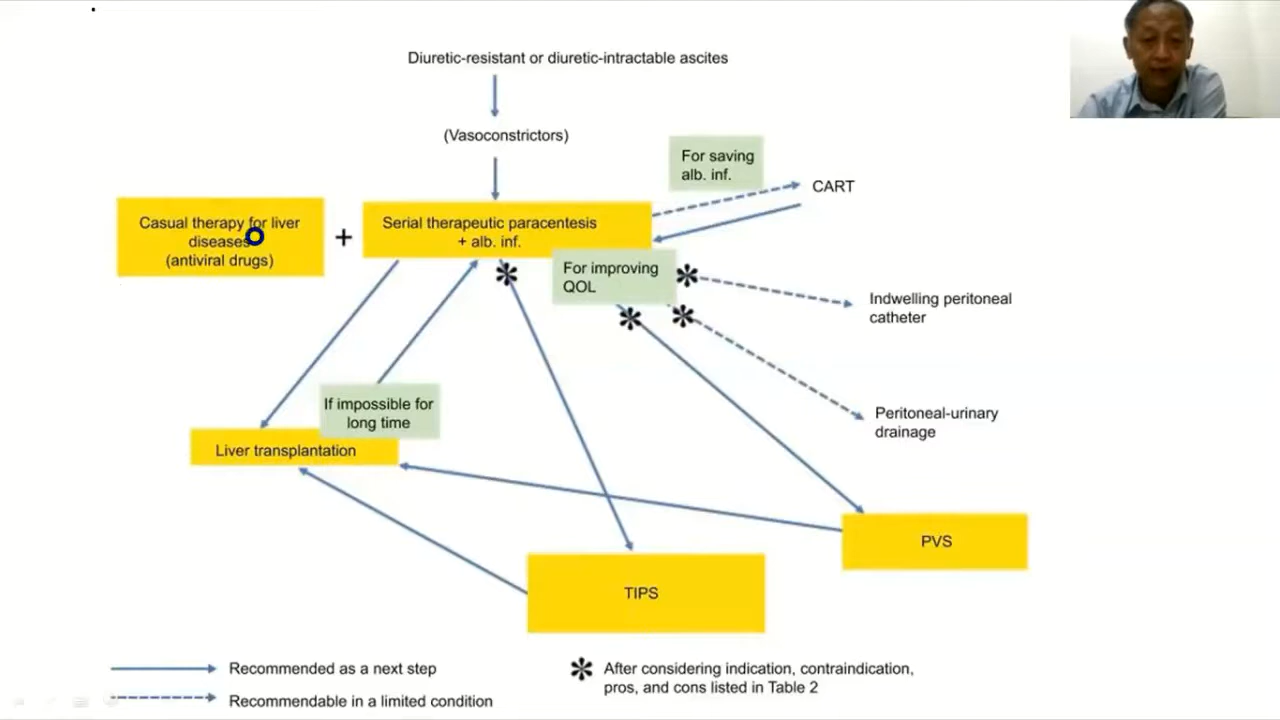 Diuretic-resistant or diuretic-intractable ascites
(Vasoconstrictors)
For saving
alb. inf.
CART
Casual therapy for liver
diseases
(antiviral drugs)
+
Serial therapeutic paracentesis
+ alb. inf.
For improving
QOL
Indwelling peritoneal
catheter
If impossible for
long time
Peritoneal-urinary
drainage
Liver transplantation
PVS
TIPS
Recommended as a next step
Recommendable in a limited condition
After considering indication, contraindication,
pros, and cons listed in Table 2